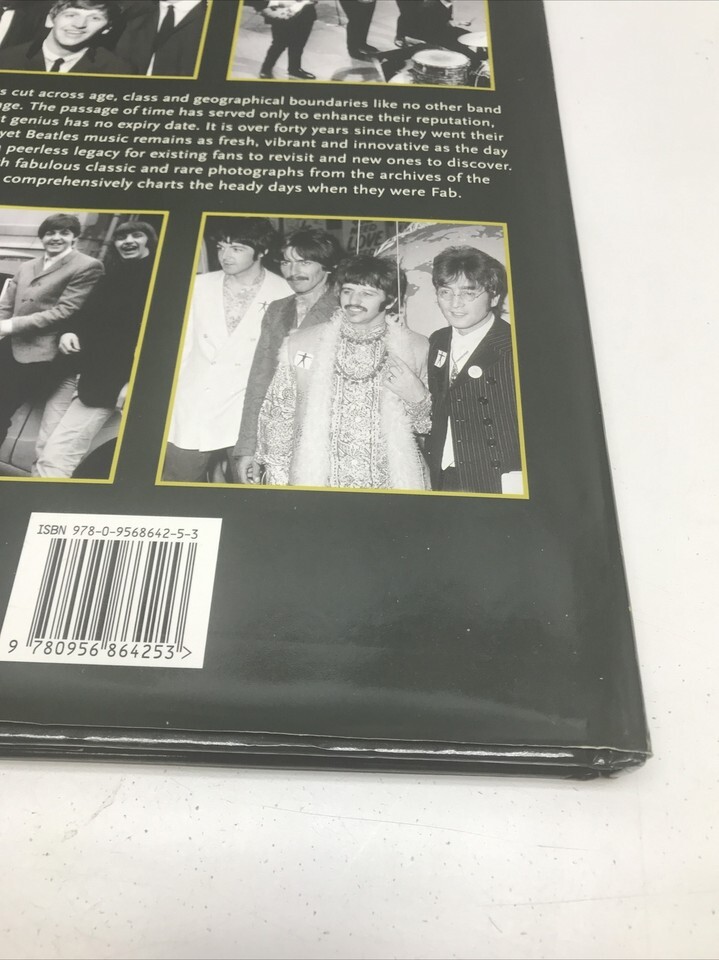 s cut across age, class and geographical boundaries like no other band
ge. The passage of time has served only to enhance their reputation,
t genius has no expiry date. It is over forty years since they went their
yet Beatles music remains as fresh, vibrant and innovative as the day
peerless legacy for existing fans to revisit and new ones to discover.
h fabulous classic and rare photographs from the archives of the
comprehensively charts the heady days when they were Fab.
LOVE
ISBN 978-0-9568642-5-3
9 780956 864253 >